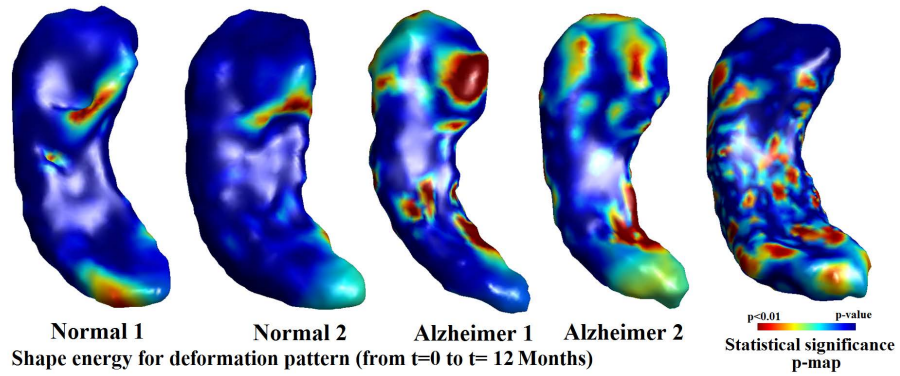 Normal 1
Normal 2
Alzheimer 1
Alzheimer 2
p<0.01
p-value
Statistical significance
p-map
Shape energy for deformation pattern (from t=0 to t= 12 Months)